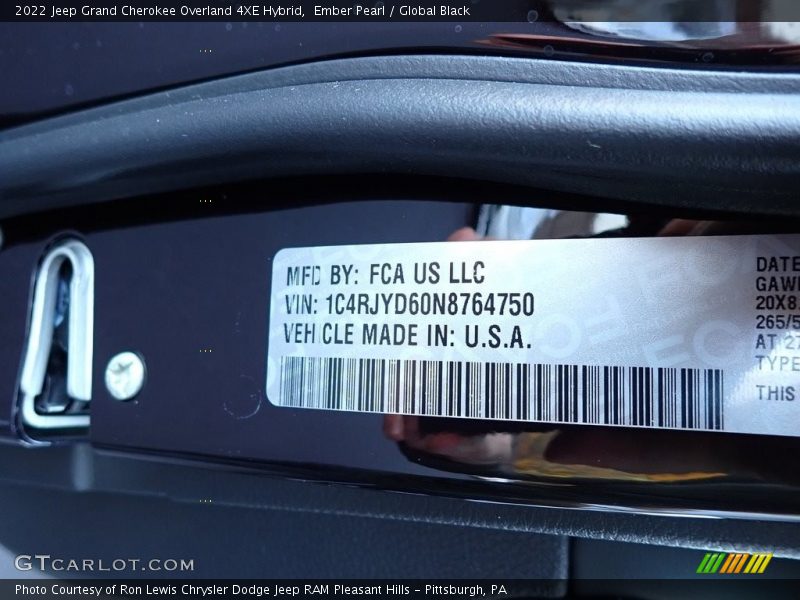 2022 Jeep Grand Cherokee Overland 4XE Hybrid,  Ember Pearl / Global Black
MFD BY: FCA US LLC
VIN: 1C4RJYD60N8764750
VEHICLE MADE IN: U.S.A.
DATE
GAWR
20X8.
265/5
AT 27
TYPE
THIS
GTCARLOT.COM
Photo Courtesy of Ron Lewis Chrysler Dodge Jeep RAM Pleasant Hills - Pittsburgh, PA